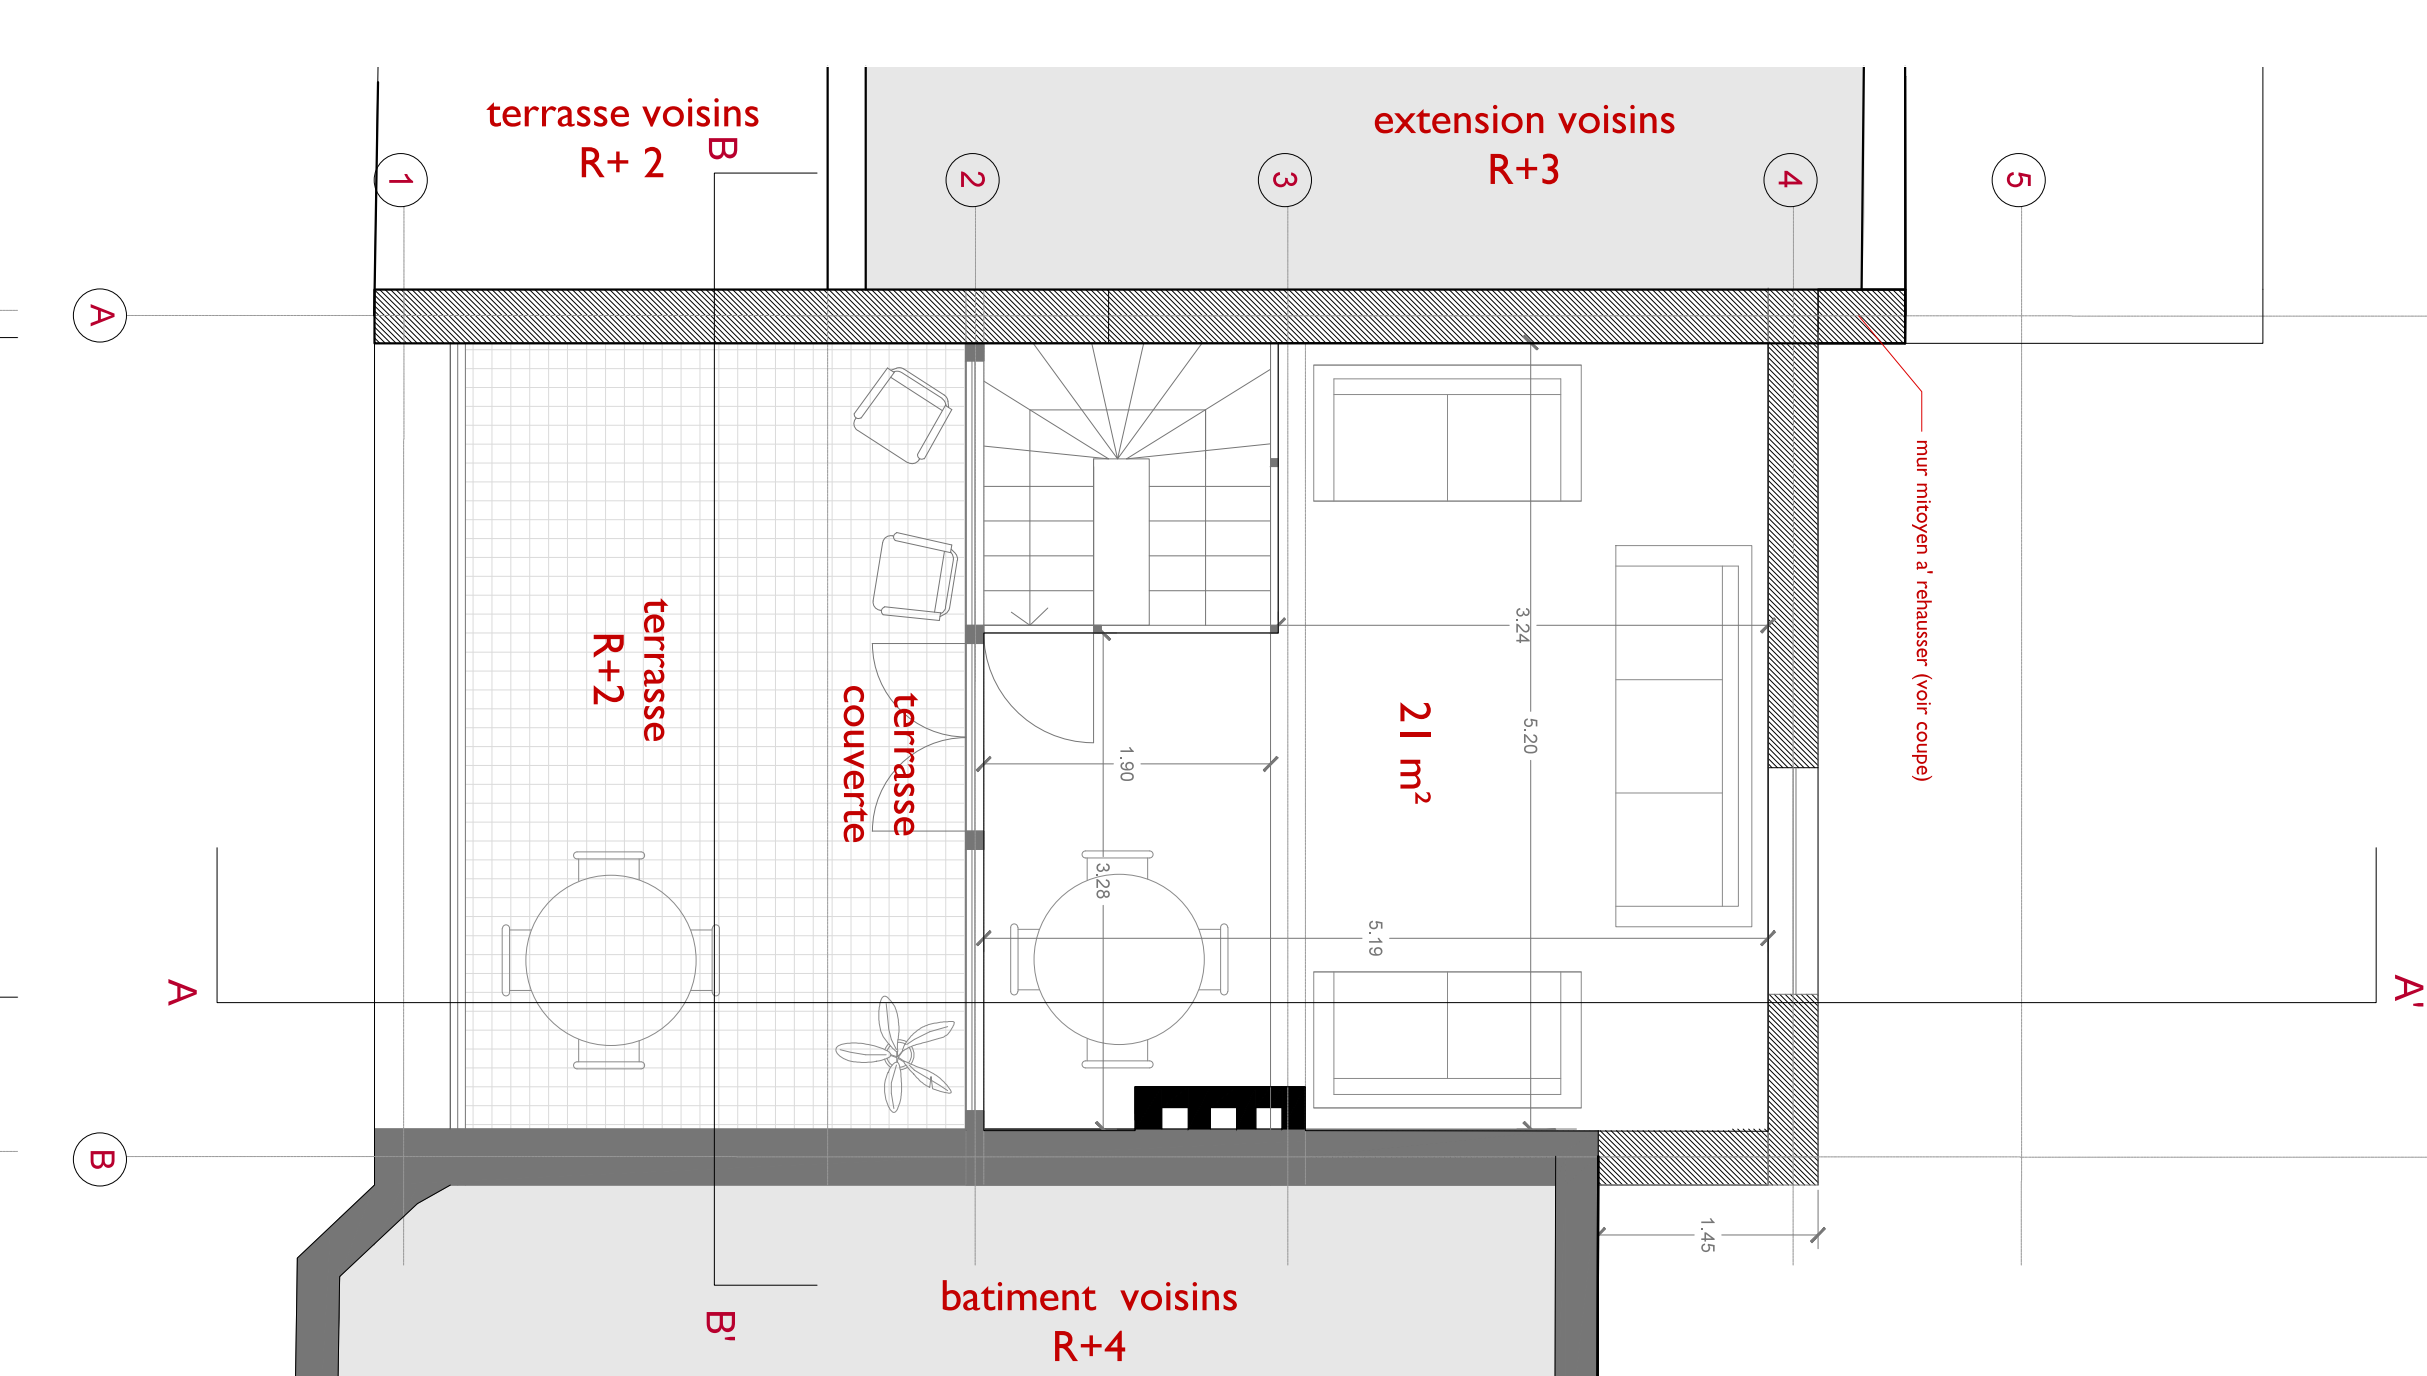 terrasse voisins
R+ 2
extension voisins
R+3
B
1
2
3
4
5
A
mur mitoyen a' rehausser (voir coupe)
terrasse
R+2
terrasse
couverte
3.24
5.20
21 m²
1.90
3.28
5.19
A
A'
B
1.45
batiment voisins
R+4
B'